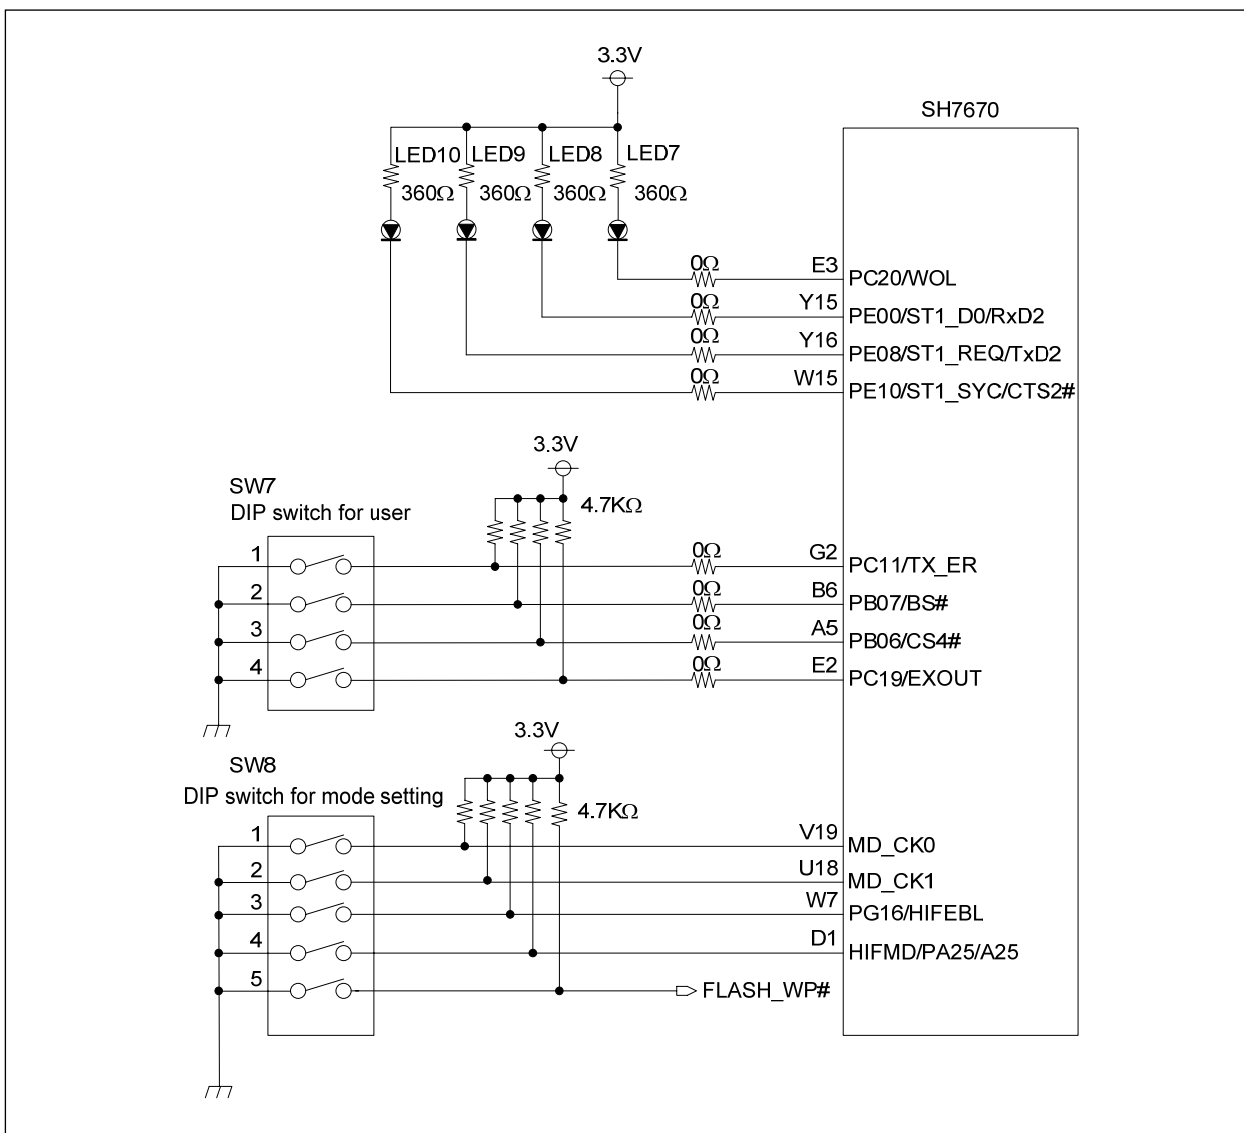 3.3V
SH7670
LED10 LED9 LED8 LED7
360Ω 360Ω 360Ω 360Ω
0Ω E3 PC20/WOL
0Ω Y15 PE00/ST1_D0/RxD2
0Ω Y16 PE08/ST1_REQ/TxD2
0Ω W15 PE10/ST1_SYC/CTS2#
3.3V
SW7
DIP switch for user
4.7KΩ
1 0Ω G2 PC11/TX_ER
2 0Ω B6 PB07/BS#
3 0Ω A5 PB06/CS4#
4 0Ω E2 PC19/EXOUT
3.3V
SW8
DIP switch for mode setting
4.7KΩ
1 V19 MD_CK0
2 U18 MD_CK1
3 W7 PG16/HIFEBL
4 D1 HIFMD/PA25/A25
5 FLASH_WP#